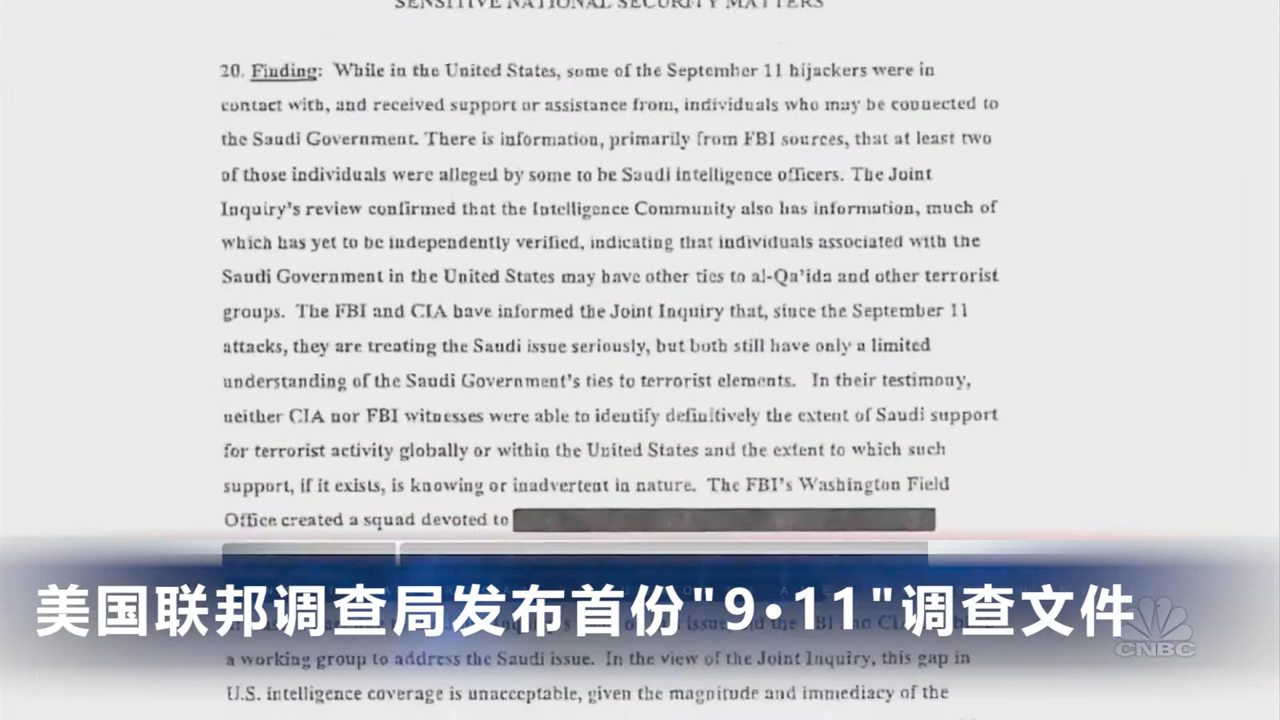 SENSITIVE NATIONAL SECURITY MATTERS
20. Finding: While in the United States, some of the September 11 hijackers were in
contact with, and received support or assistance from, individuals who may be connected to
the Saudi Government. There is information, primarily from FBI sources, that at least two
of those individuals were alleged by some to be Saudi intelligence officers. The Joint
Inquiry's review confirmed that the Intelligence Community also has information, much of
which has yet to be independently verified, indicating that individuals associated with the
Saudi Government in the United States may have other ties to al-Qa'ida and other terrorist
groups. The FBI and CIA have informed the Joint Inquiry that, since the September 11
attacks, they are treating the Saudi issue seriously, but both still have only a limited
understanding of the Saudi Government's ties to terrorist elements. In their testimony,
neither CIA nor FBI witnesses were able to identify definitively the extent of Saudi support
for terrorist activity globally or within the United States and the extent to which such
support, if it exists, is knowing or inadvertent in nature. The FBI's Washington Field
Office created a squad devoted to
美国联邦调查局发布首份"9·11"调查文件
CNBC
a working group to address the Saudi issue. In the view of the Joint Inquiry, this gap in
U.S. intelligence coverage is unacceptable, given the magnitude and immediacy of the